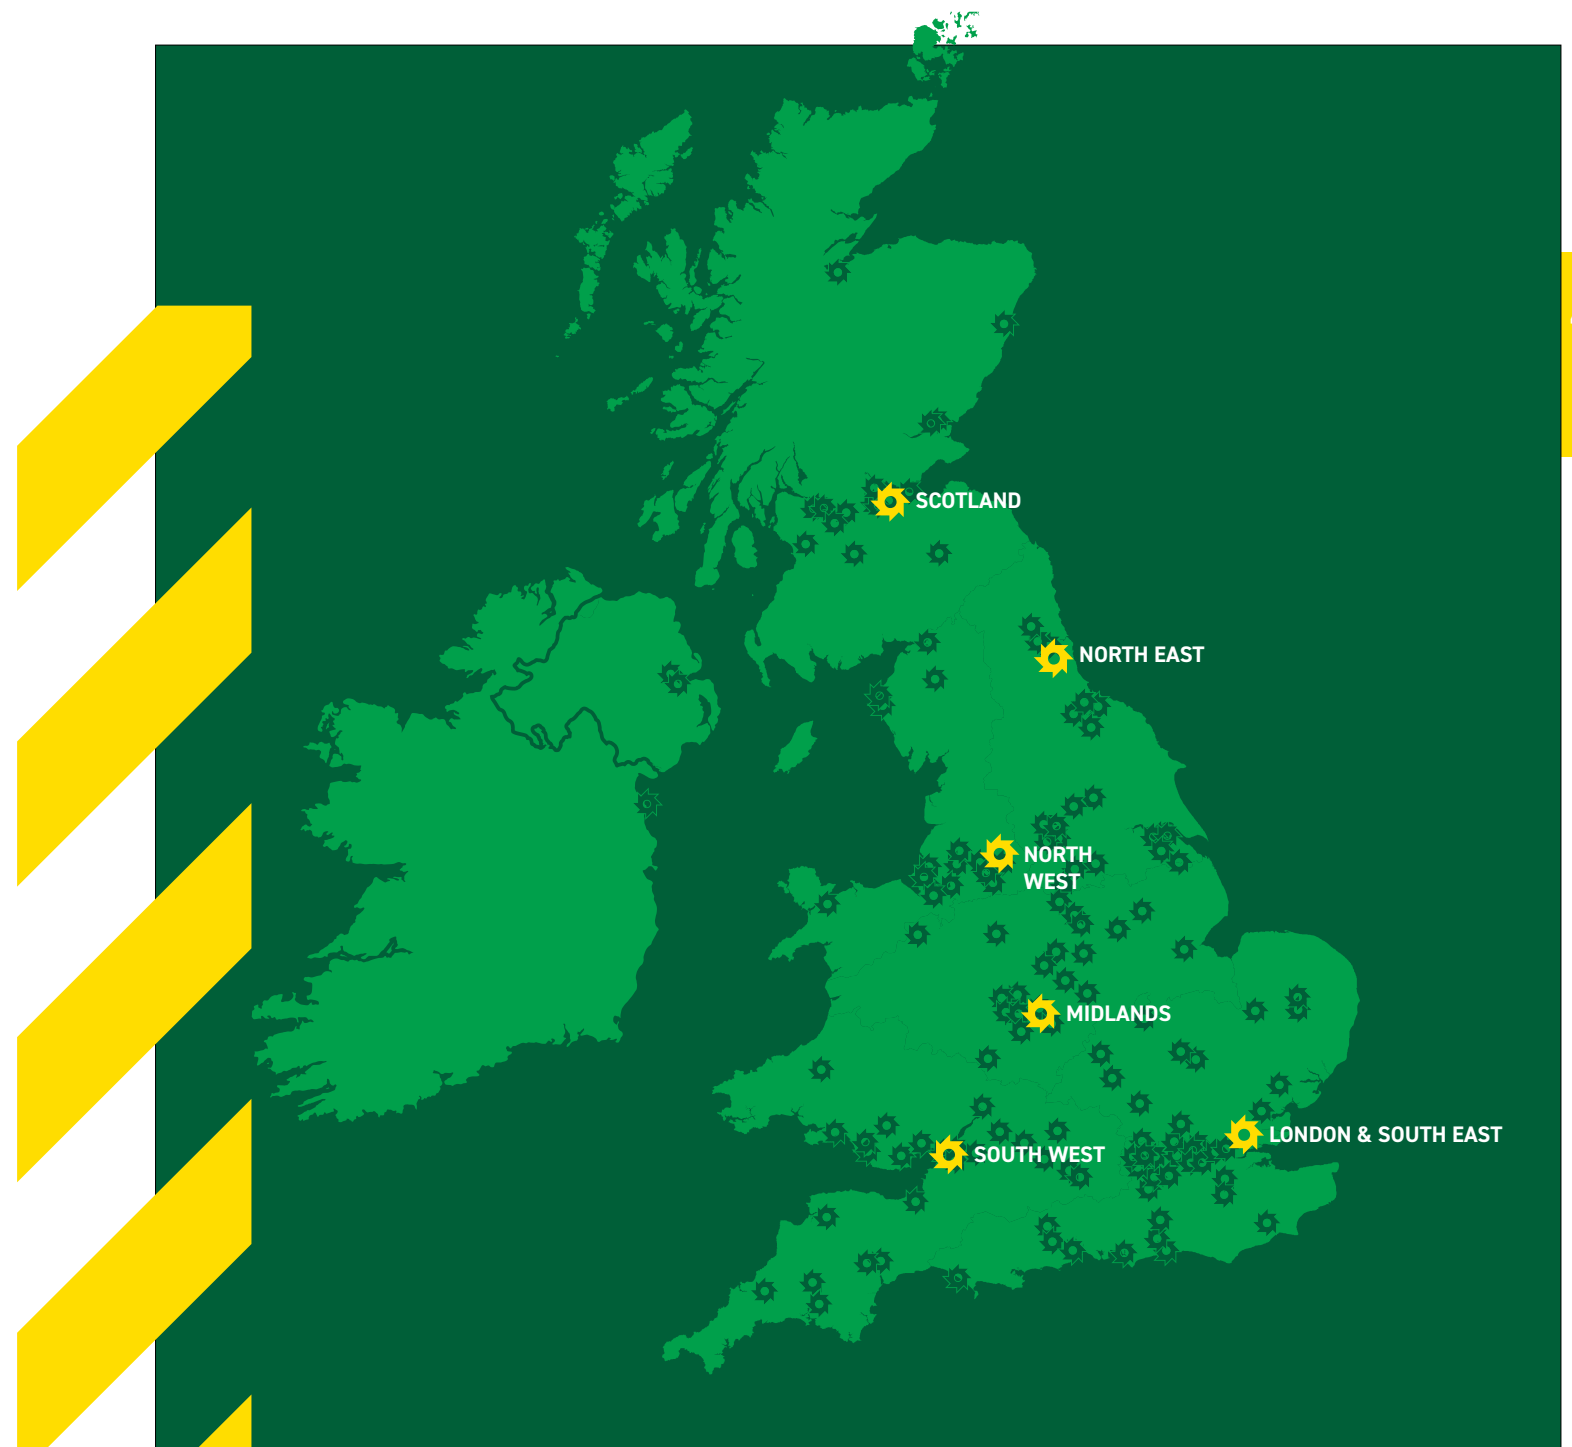 SCOTLAND
NORTH EAST
NORTH
WEST
MIDLANDS
LONDON & SOUTH EAST
SOUTH WEST